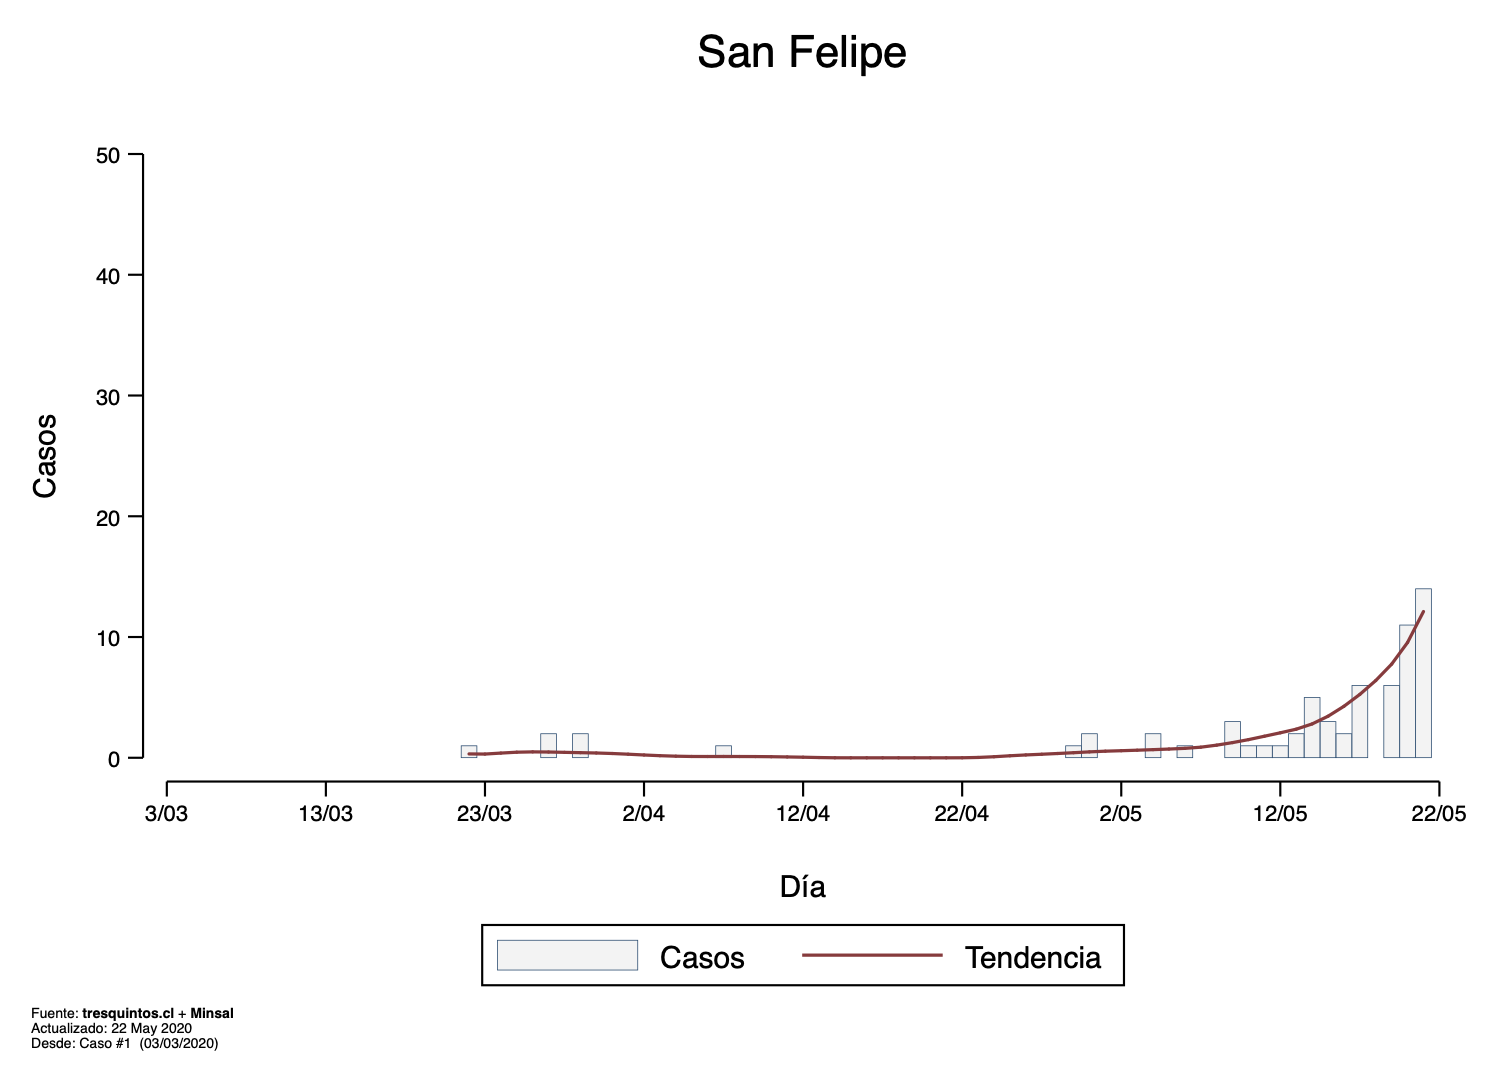 San Felipe
50
40
30
20
10
0
Casos
3/03 13/03 23/03 2/04 12/04 22/04 2/05 12/05 22/05
Día
Casos Tendencia
Fuente: tresquintos.cl + Minsal
Actualizado: 22 May 2020
Desde: Caso #1 (03/03/2020)